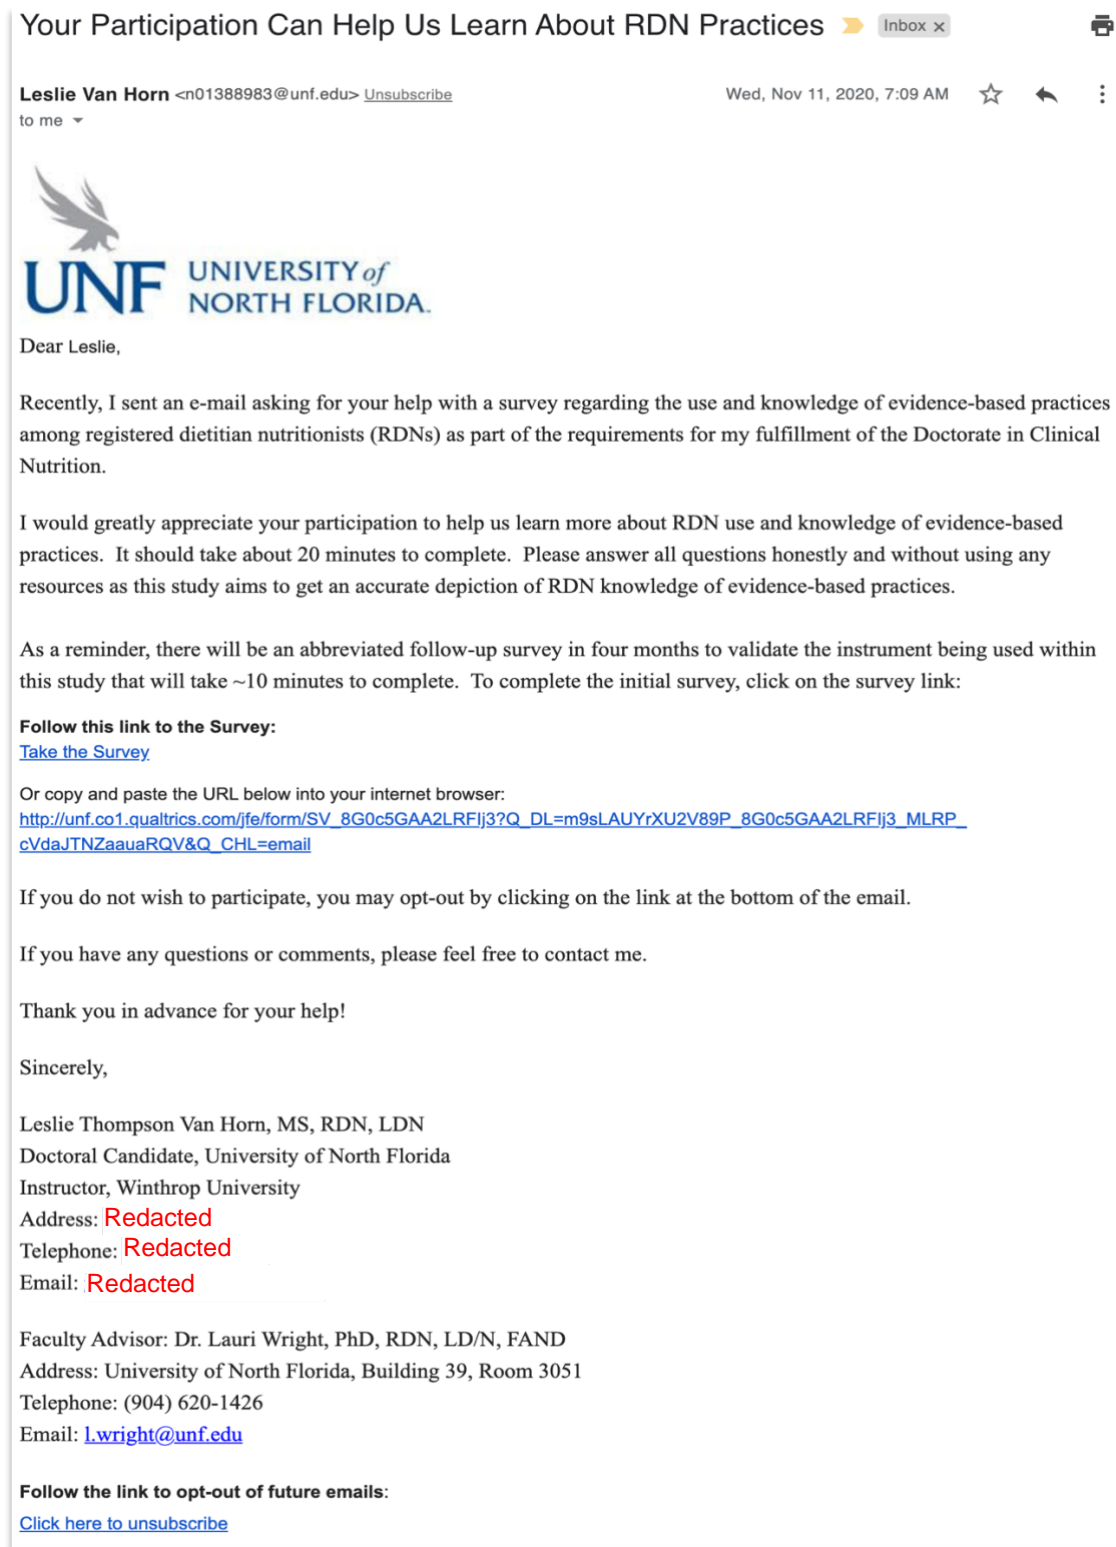 Your Participation Can Help Us Learn About RDN Practices Inbox x
Leslie Van Horn <n01388983@unf.edu> Unsubscribe Wed, Nov 11, 2020, 7:09 AM
to me
UNF UNIVERSITY of
NORTH FLORIDA.
Dear Leslie,
Recently, I sent an e-mail asking for your help with a survey regarding the use and knowledge of evidence-based practices
among registered dietitian nutritionists (RDNs) as part of the requirements for my fulfillment of the Doctorate in Clinical
Nutrition.
I would greatly appreciate your participation to help us learn more about RDN use and knowledge of evidence-based
practices. It should take about 20 minutes to complete. Please answer all questions honestly and without using any
resources as this study aims to get an accurate depiction of RDN knowledge of evidence-based practices.
As a reminder, there will be an abbreviated follow-up survey in four months to validate the instrument being used within
this study that will take ~10 minutes to complete. To complete the initial survey, click on the survey link:
Follow this link to the Survey:
Take the Survey
Or copy and paste the URL below into your internet browser:
http://unf.co1.qualtrics.com/jfe/form/SV_8G0c5GAA2LRFIj3?Q_DL=m9sLAUYrXU2V89P_8G0c5GAA2LRFIj3_MLRP_
cVdaJTNZaauaRQV&Q_CHL=email
If you do not wish to participate, you may opt-out by clicking on the link at the bottom of the email.
If you have any questions or comments, please feel free to contact me.
Thank you in advance for your help!
Sincerely,
Leslie Thompson Van Horn, MS, RDN, LDN
Doctoral Candidate, University of North Florida
Instructor, Winthrop University
Address: Redacted
Telephone: Redacted
Email: Redacted
Faculty Advisor: Dr. Lauri Wright, PhD, RDN, LD/N, FAND
Address: University of North Florida, Building 39, Room 3051
Telephone: (904) 620-1426
Email: l.wright@unf.edu
Follow the link to opt-out of future emails:
Click here to unsubscribe